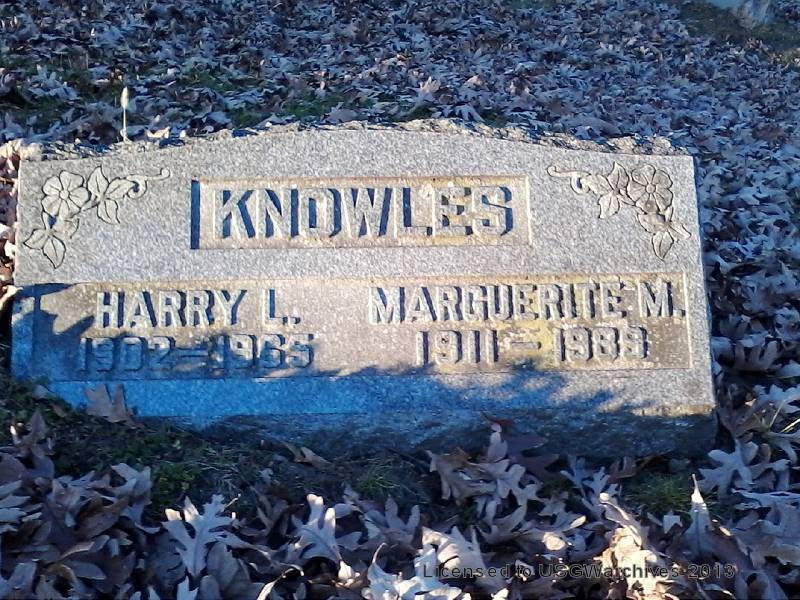 KNOWLES
HARRY L. MARGUERITE M.
1902–1965 1911–1989
Licensed to USGWarchives 2013